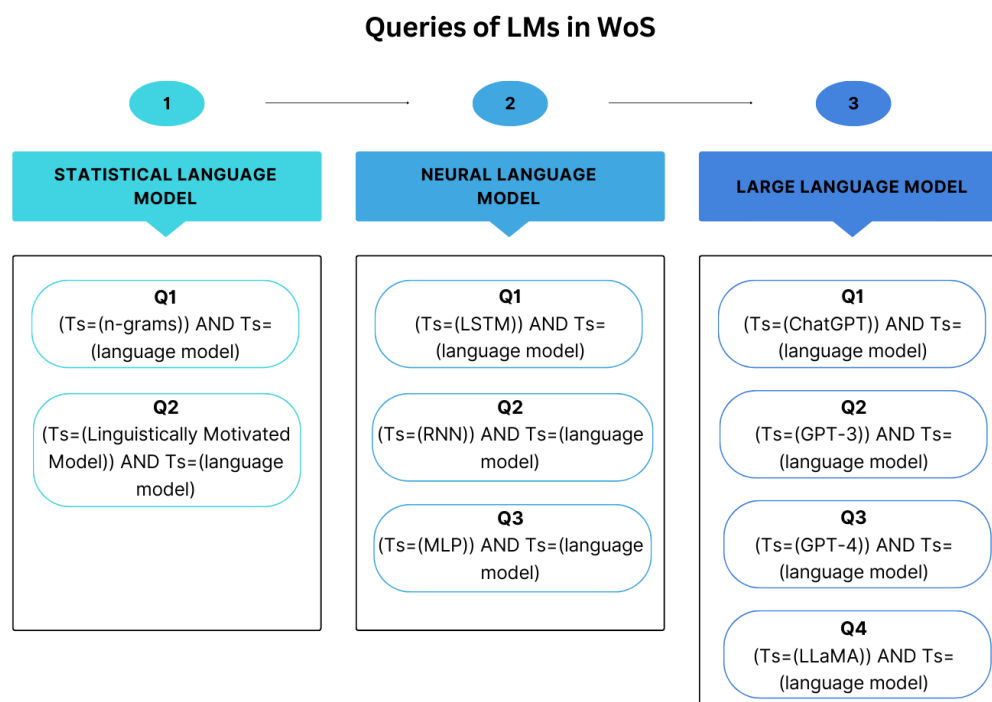 Queries of LMs in WoS
1
2
3
STATISTICAL LANGUAGE
MODEL
NEURAL LANGUAGE
MODEL
LARGE LANGUAGE MODEL
Q1
(Ts=(n-grams)) AND Ts=
(language model)
Q2
(Ts=(Linguistically Motivated
Model)) AND Ts=(language
model)
Q1
(Ts=(LSTM)) AND Ts=
(language model)
Q2
(Ts=(RNN)) AND Ts=(language
model)
Q3
(Ts=(MLP)) AND Ts=(language
model)
Q1
(Ts=(ChatGPT)) AND Ts=
(language model)
Q2
(Ts=(GPT-3)) AND Ts=
(language model)
Q3
(Ts=(GPT-4)) AND Ts=
(language model)
Q4
(Ts=(LLaMA)) AND Ts=
(language model)